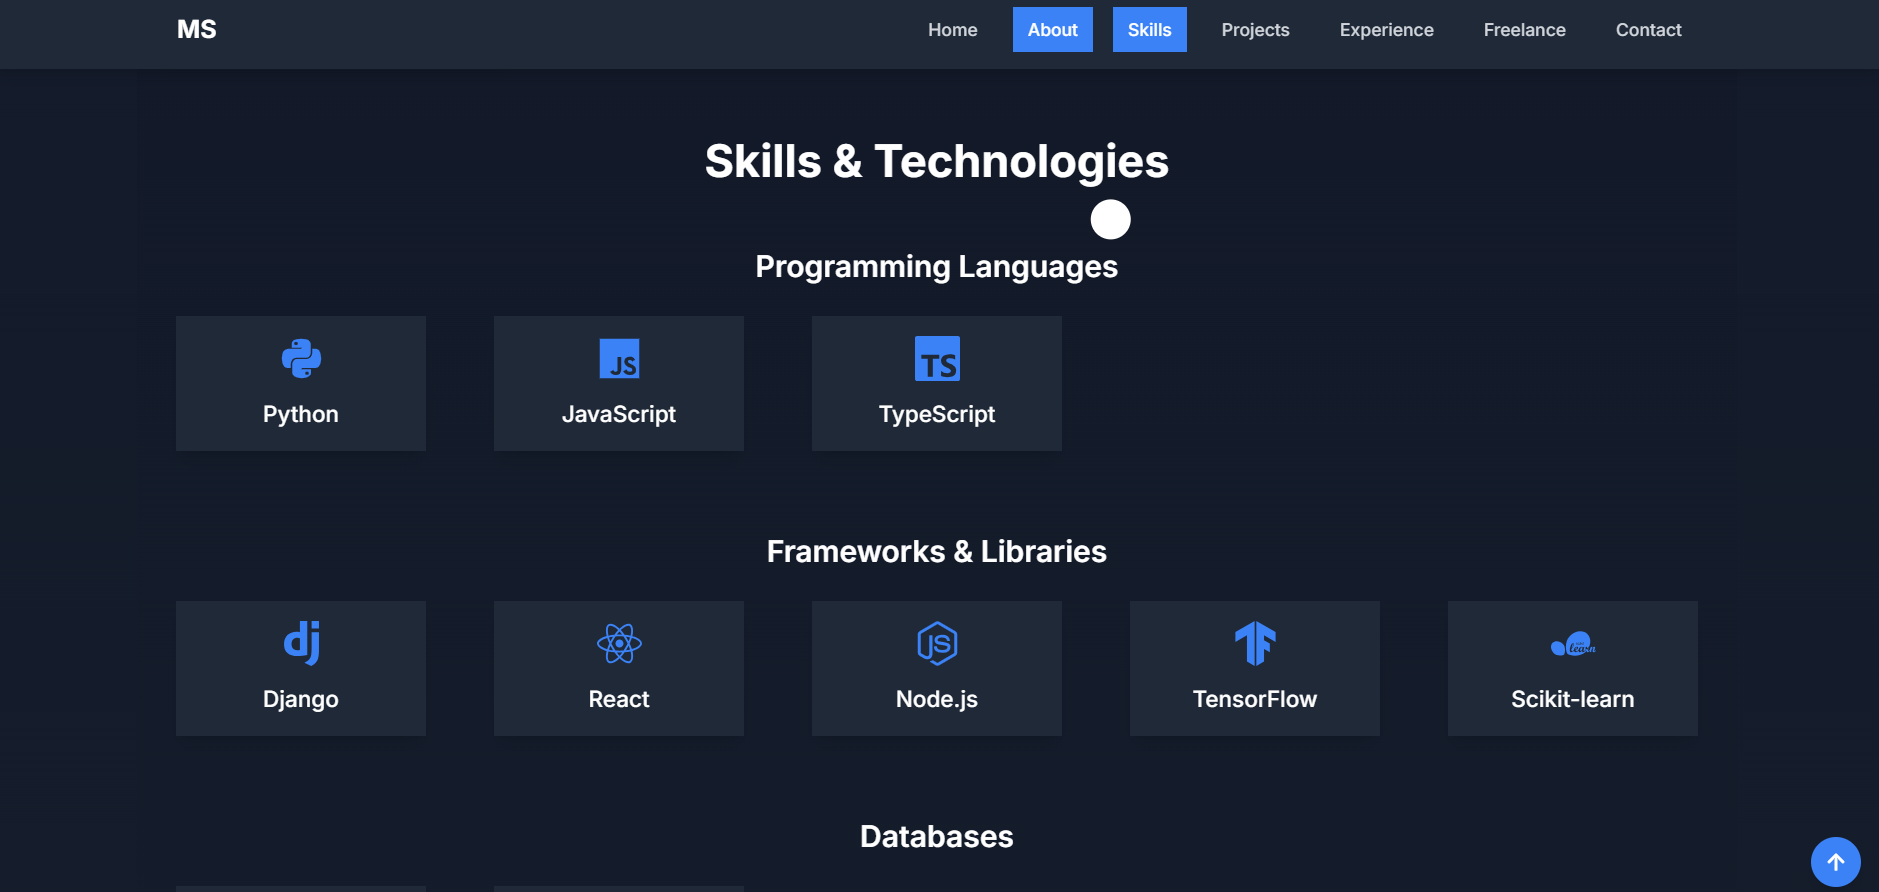 MS
Home About Skills Projects Experience Freelance Contact
Skills & Technologies
Programming Languages
JS TS
Python JavaScript TypeScript
Frameworks & Libraries
dj JS learn
Django React Node.js TensorFlow Scikit-learn
Databases